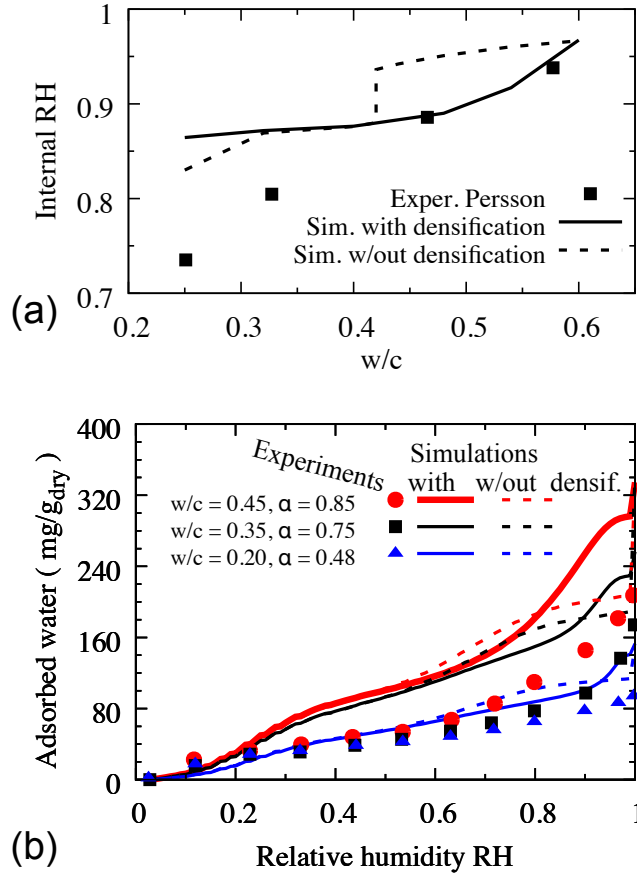 1
0.9
0.8
0.7
Internal RH
Exper. Persson
Sim. with densification
Sim. w/out densification
0.2 0.3 0.4 0.5 0.6
w/c
(a)
400
320
240
160
80
0
Adsorbed water ( mg/gdry)
Experiments
Simulations
with w/out densif.
w/c = 0.45, α = 0.85
w/c = 0.35, α = 0.75
w/c = 0.20, α = 0.48
0 0.2 0.4 0.6 0.8 1
Relative humidity RH
(b)